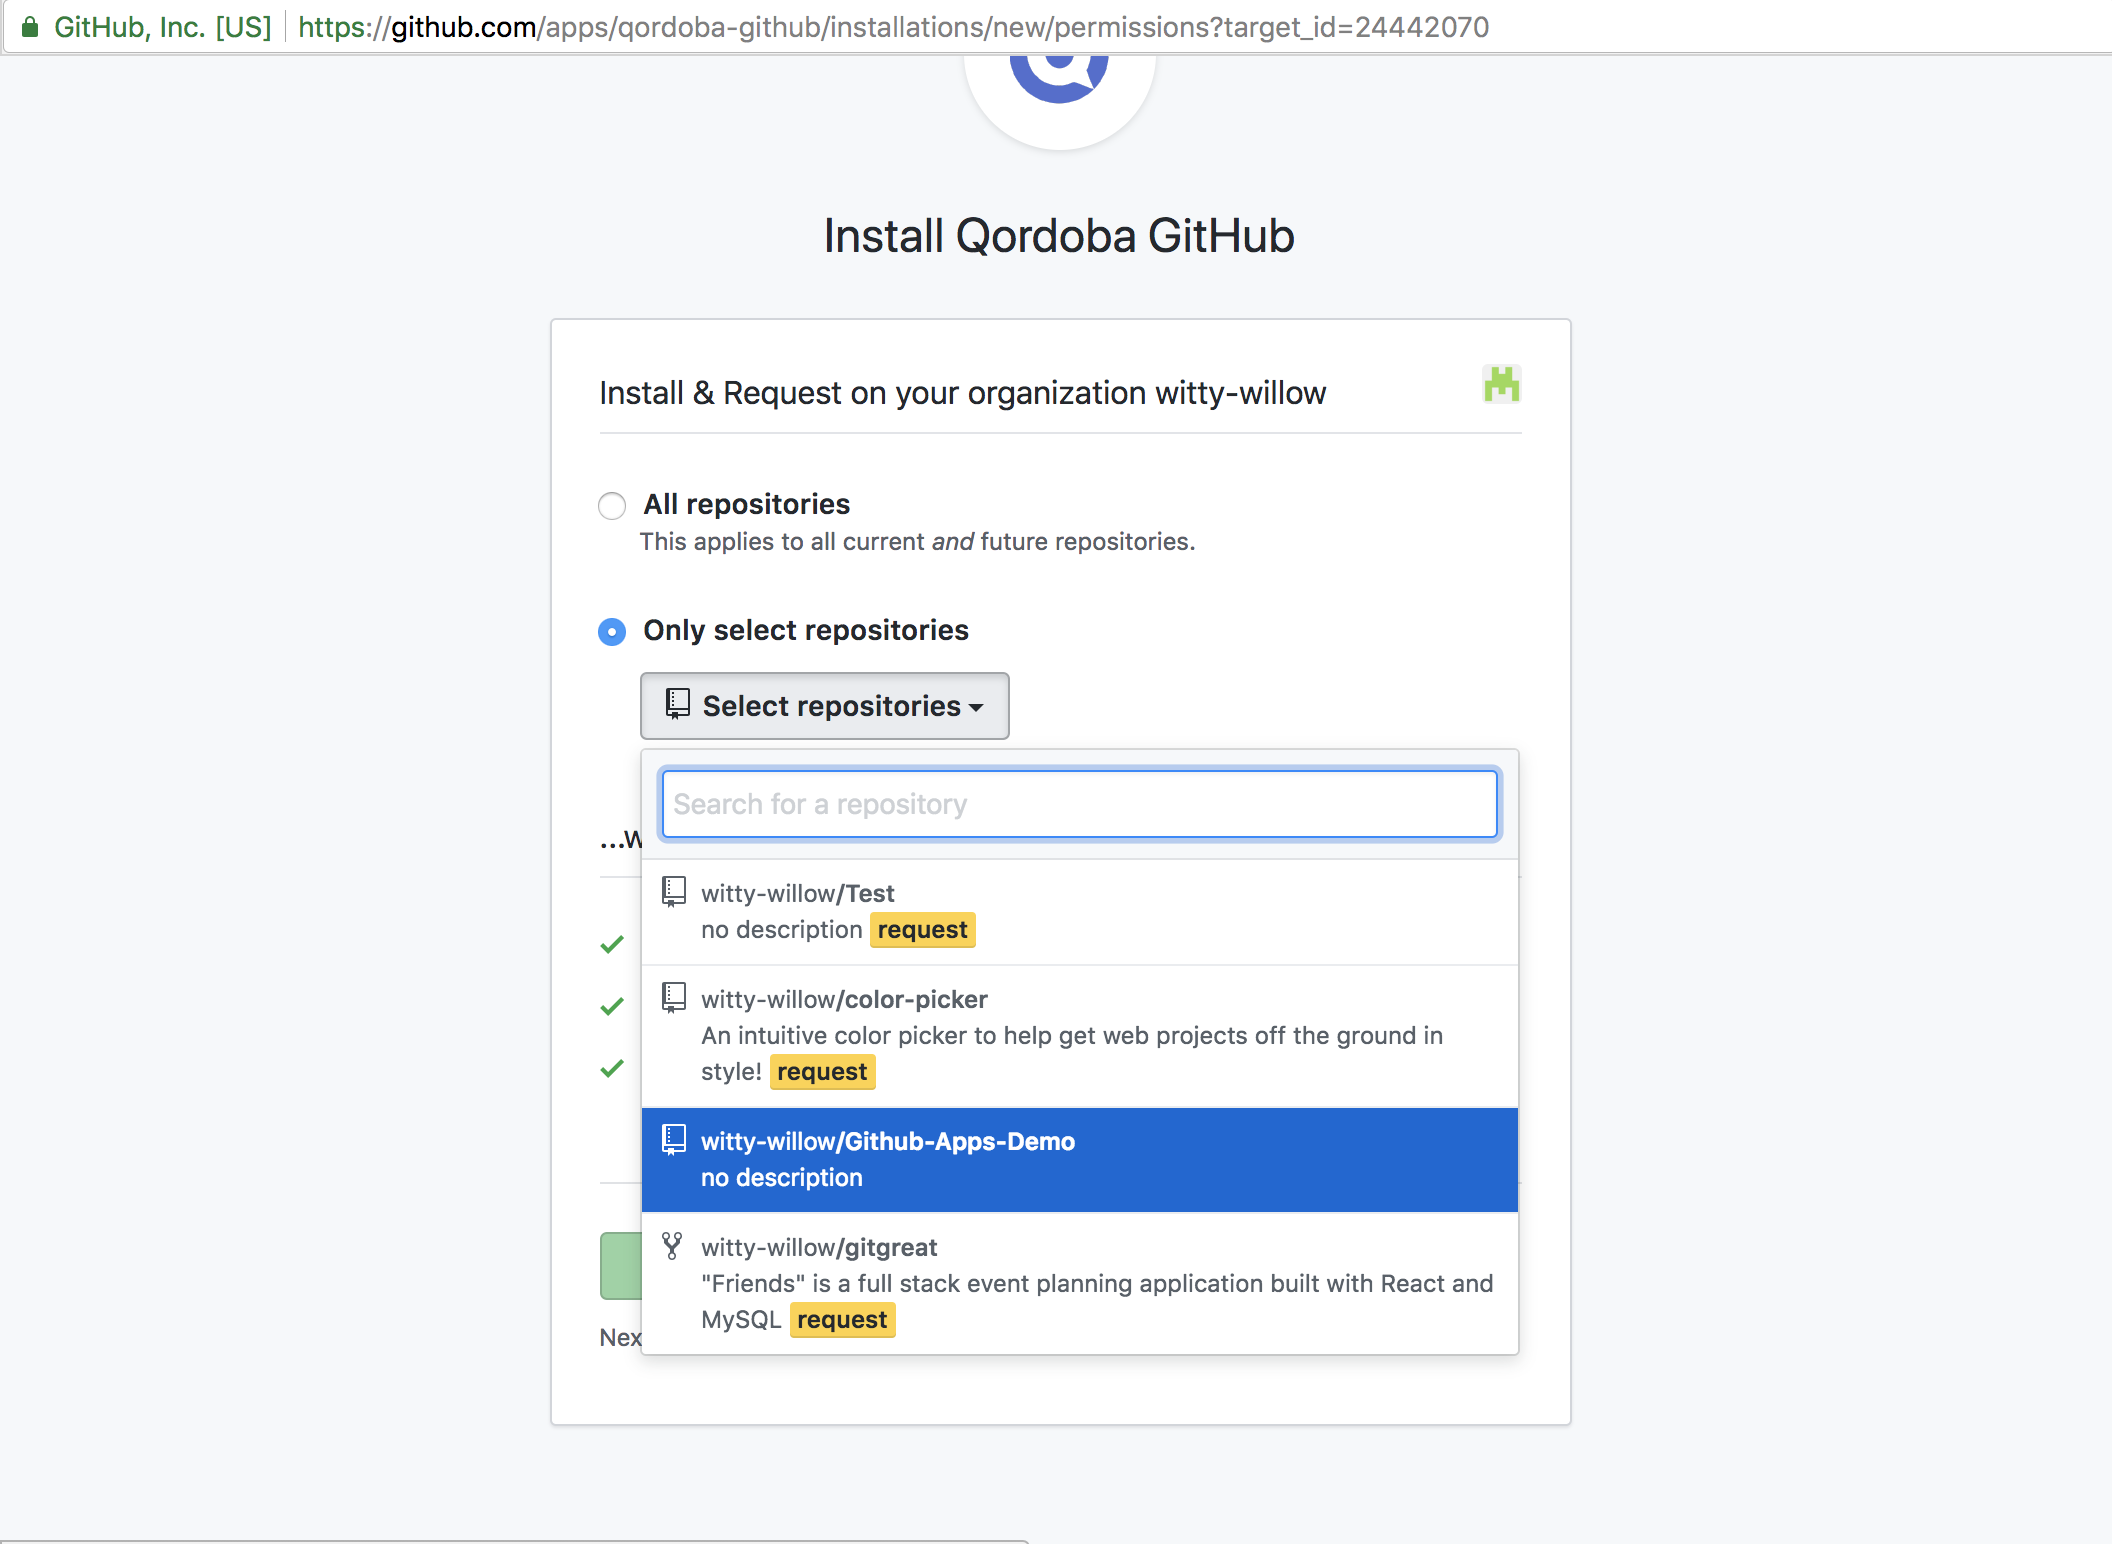 GitHub, Inc. [US] https://github.com/apps/qordoba-github/installations/new/permissions?target_id=24442070
Install Qordoba GitHub
Install & Request on your organization witty-willow
All repositories
This applies to all current and future repositories.
Only select repositories
Select repositories
Search for a repository
...w
witty-willow/Test
no description request
witty-willow/color-picker
An intuitive color picker to help get web projects off the ground in
style! request
witty-willow/Github-Apps-Demo
no description
witty-willow/gitgreat
"Friends" is a full stack event planning application built with React and
MySQL request
Nex